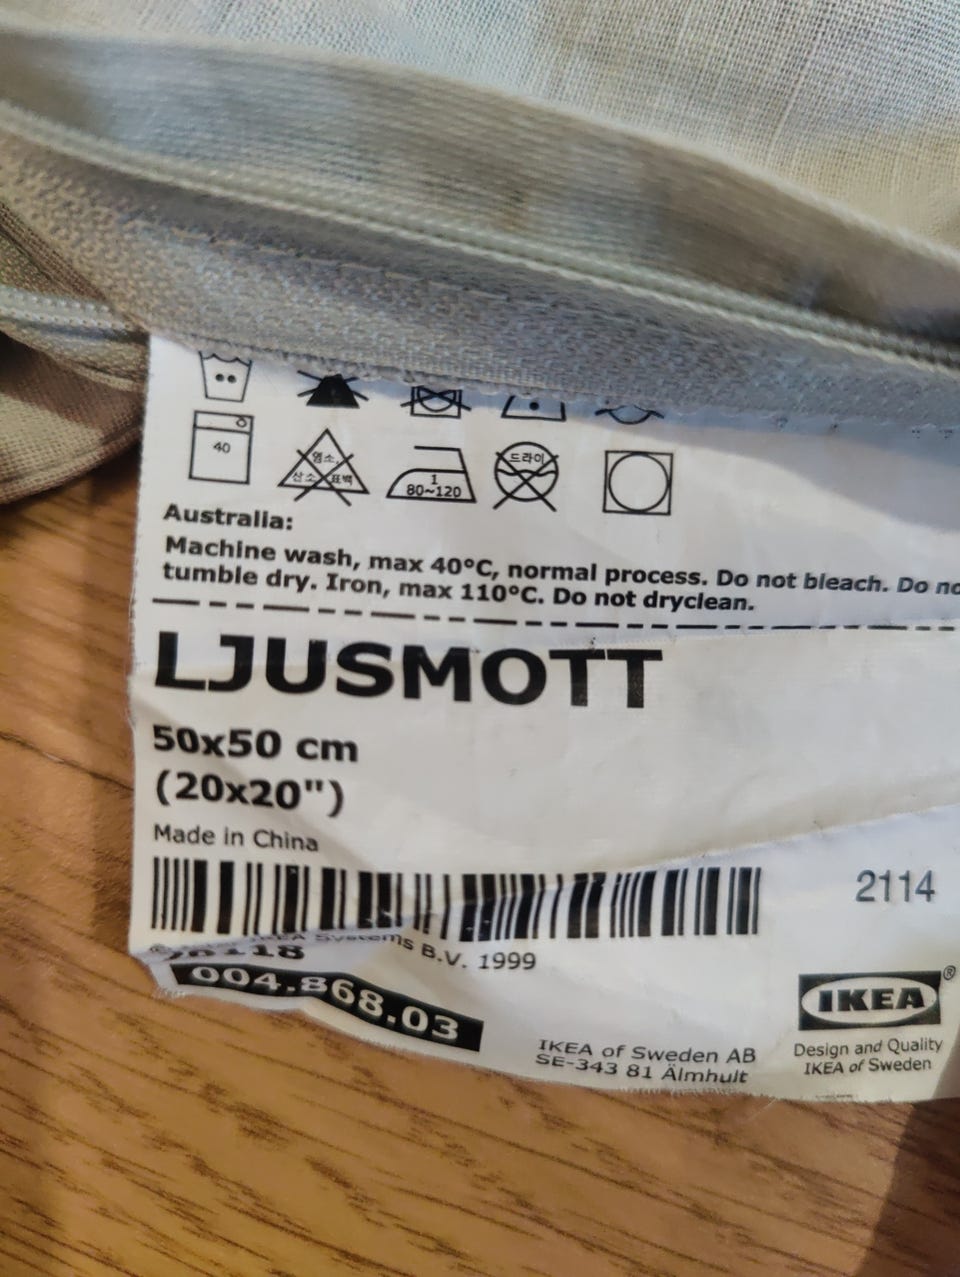 40
염소,
산소 표백
1
80~120
드라이
Australia:
Machine wash, max 40°C, normal process. Do not bleach. Do
tumble dry. Iron, max 110°C. Do not dryclean.
LJUSMOTT
50x50 cm
(20x20")
Made in China
2114
Systems B.V. 1999
004.868.03
IKEA of Sweden AB
SE-343 81 Älmhult
IKEA®
Design and Quality
IKEA of Sweden